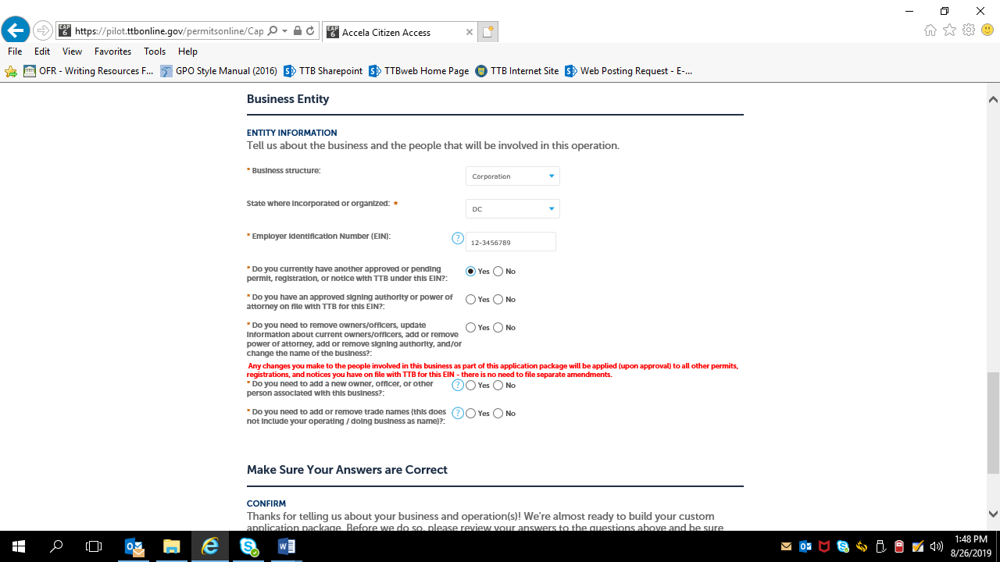 https://pilot.ttbonline.gov/permitsonline/Cap
Accela Citizen Access
File Edit View Favorites Tools Help
OFR - Writing Resources F... GPO Style Manual (2016) TTB Sharepoint TTBweb Home Page TTB Internet Site Web Posting Request - E-...
Business Entity
ENTITY INFORMATION
Tell us about the business and the people that will be involved in this operation.
* Business structure: Corporation
State where incorporated or organized: * DC
* Employer Identification Number (EIN): ? 12-3456789
* Do you currently have another approved or pending
permit, registration, or notice with TTB under this EIN?: Yes No
* Do you have an approved signing authority or power of
attorney on file with TTB for this EIN?: Yes No
* Do you need to remove owners/officers, update
information about current owners/officers, add or remove
power of attorney, add or remove signing authority, and/or
change the name of the business?: Yes No
Any changes you make to the people involved in this business as part of this application package will be applied (upon approval) to all other permits,
registrations, and notices you have on file with TTB for this EIN - there is no need to file separate amendments.
* Do you need to add a new owner, officer, or other
person associated with this business?: ? Yes No
* Do you need to add or remove trade names (this does
not include your operating / doing business as name)?: ? Yes No
Make Sure Your Answers are Correct
CONFIRM
Thanks for telling us about your business and operation(s)! We're almost ready to build your custom
application package. Before we do so, please review your answers to the questions above and be sure
1:48 PM
8/26/2019